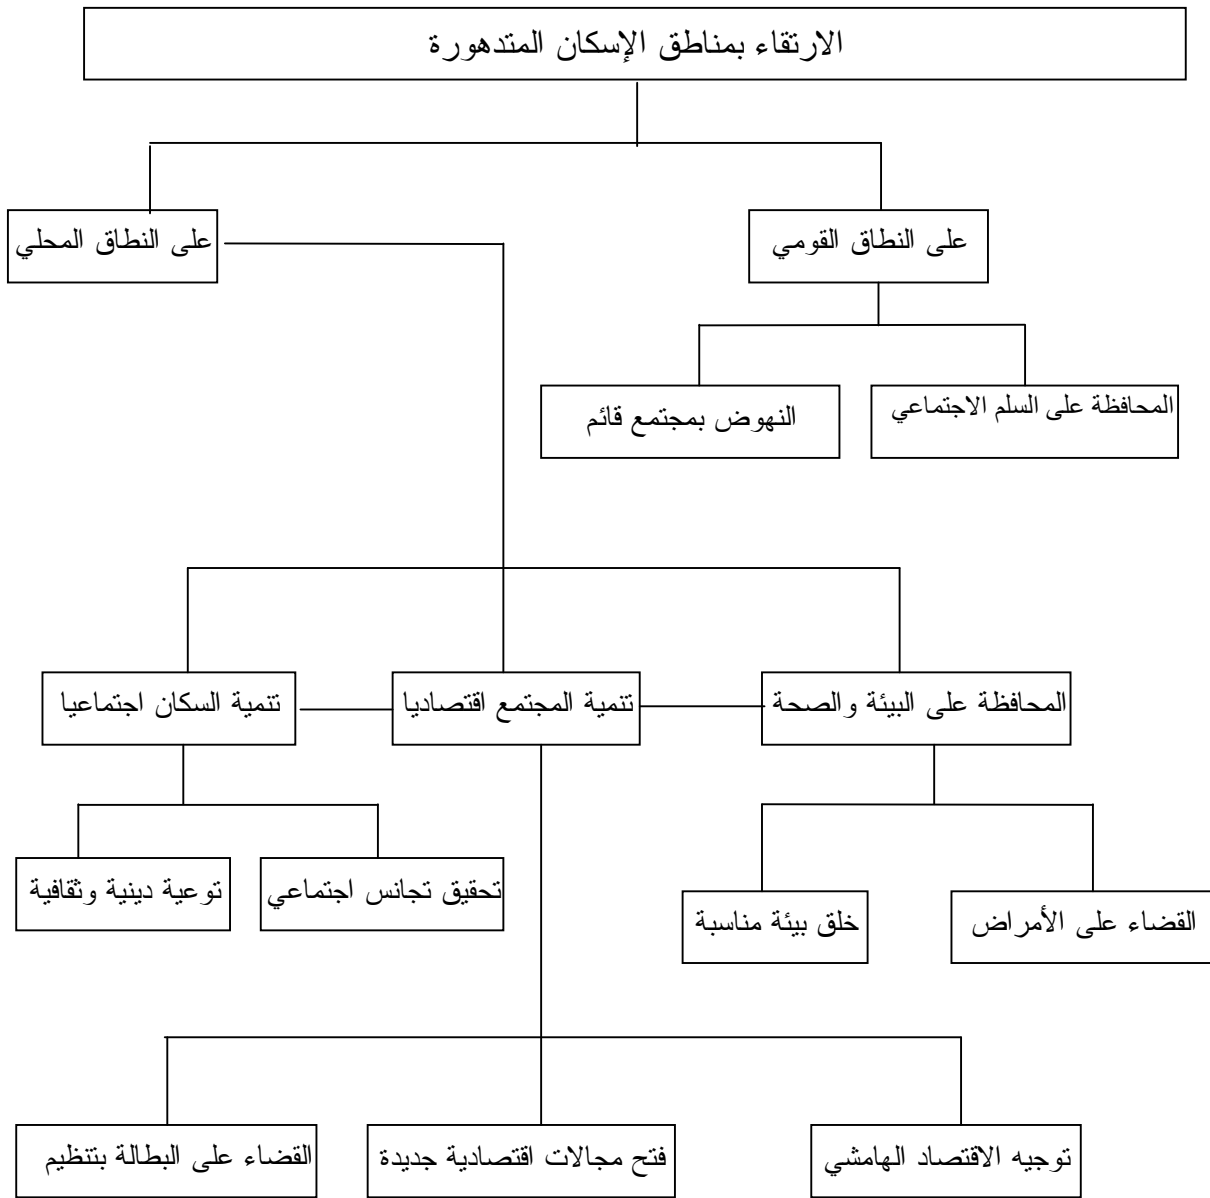 الارتقاء بمناطق الإسكان المتدهورة
على النطاق القومي
على النطاق المحلي
المحافظة على السلم الاجتماعي
النهوض بمجتمع قائم
المحافظة على البيئة والصحة
تنمية المجتمع اقتصاديا
تنمية السكان اجتماعيا
تحقيق تجانس اجتماعي
توعية دينية وثقافية
القضاء على الأمراض
خلق بيئة مناسبة
توجيه الاقتصاد الهامشي
فتح مجالات اقتصادية جديدة
القضاء على البطالة بتنظيم